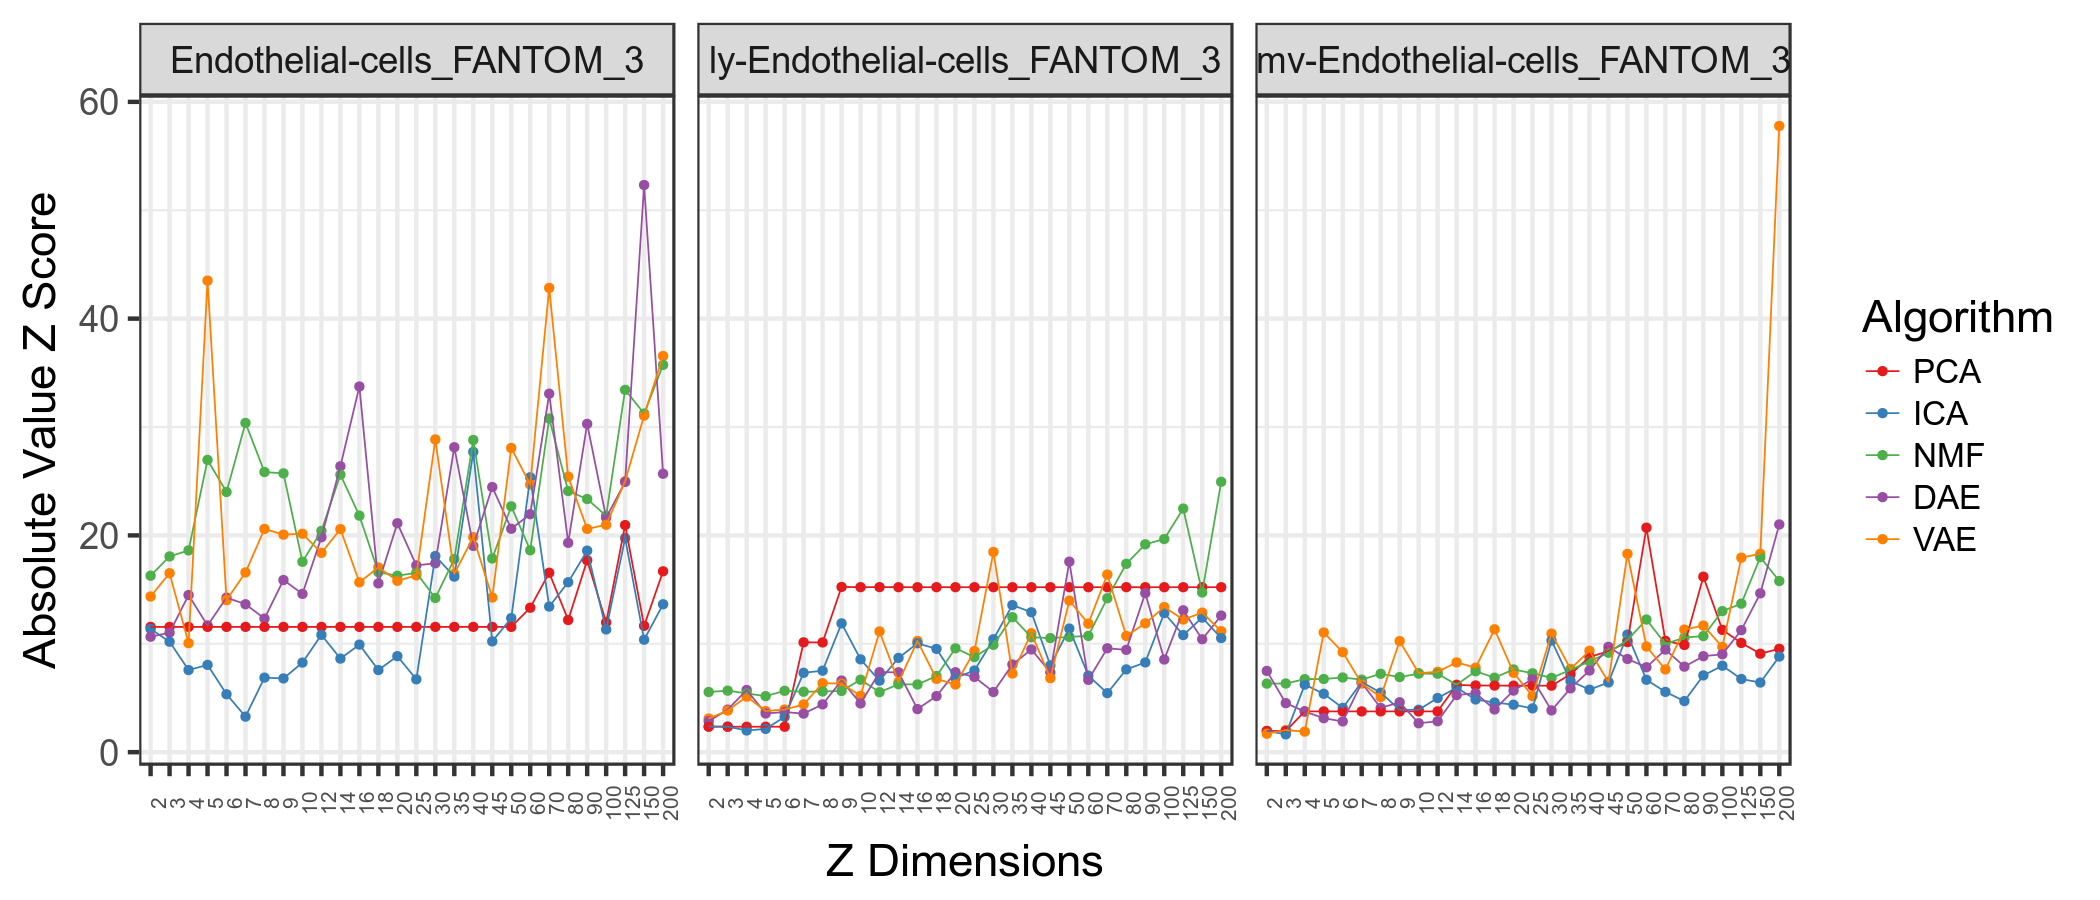 Endothelial-cells_FANTOM_3
ly-Endothelial-cells_FANTOM_3
mv-Endothelial-cells_FANTOM_3
Absolute Value Z Score
60
40
20
0
2 3 4 5 6 7 8 9 10 12 14 16 18 20 25 30 35 40 45 50 60 70 80 90 100 125 150 200
2 3 4 5 6 7 8 9 10 12 14 16 18 20 25 30 35 40 45 50 60 70 80 90 100 125 150 200
2 3 4 5 6 7 8 9 10 12 14 16 18 20 25 30 35 40 45 50 60 70 80 90 100 125 150 200
Z Dimensions
Algorithm
PCA
ICA
NMF
DAE
VAE